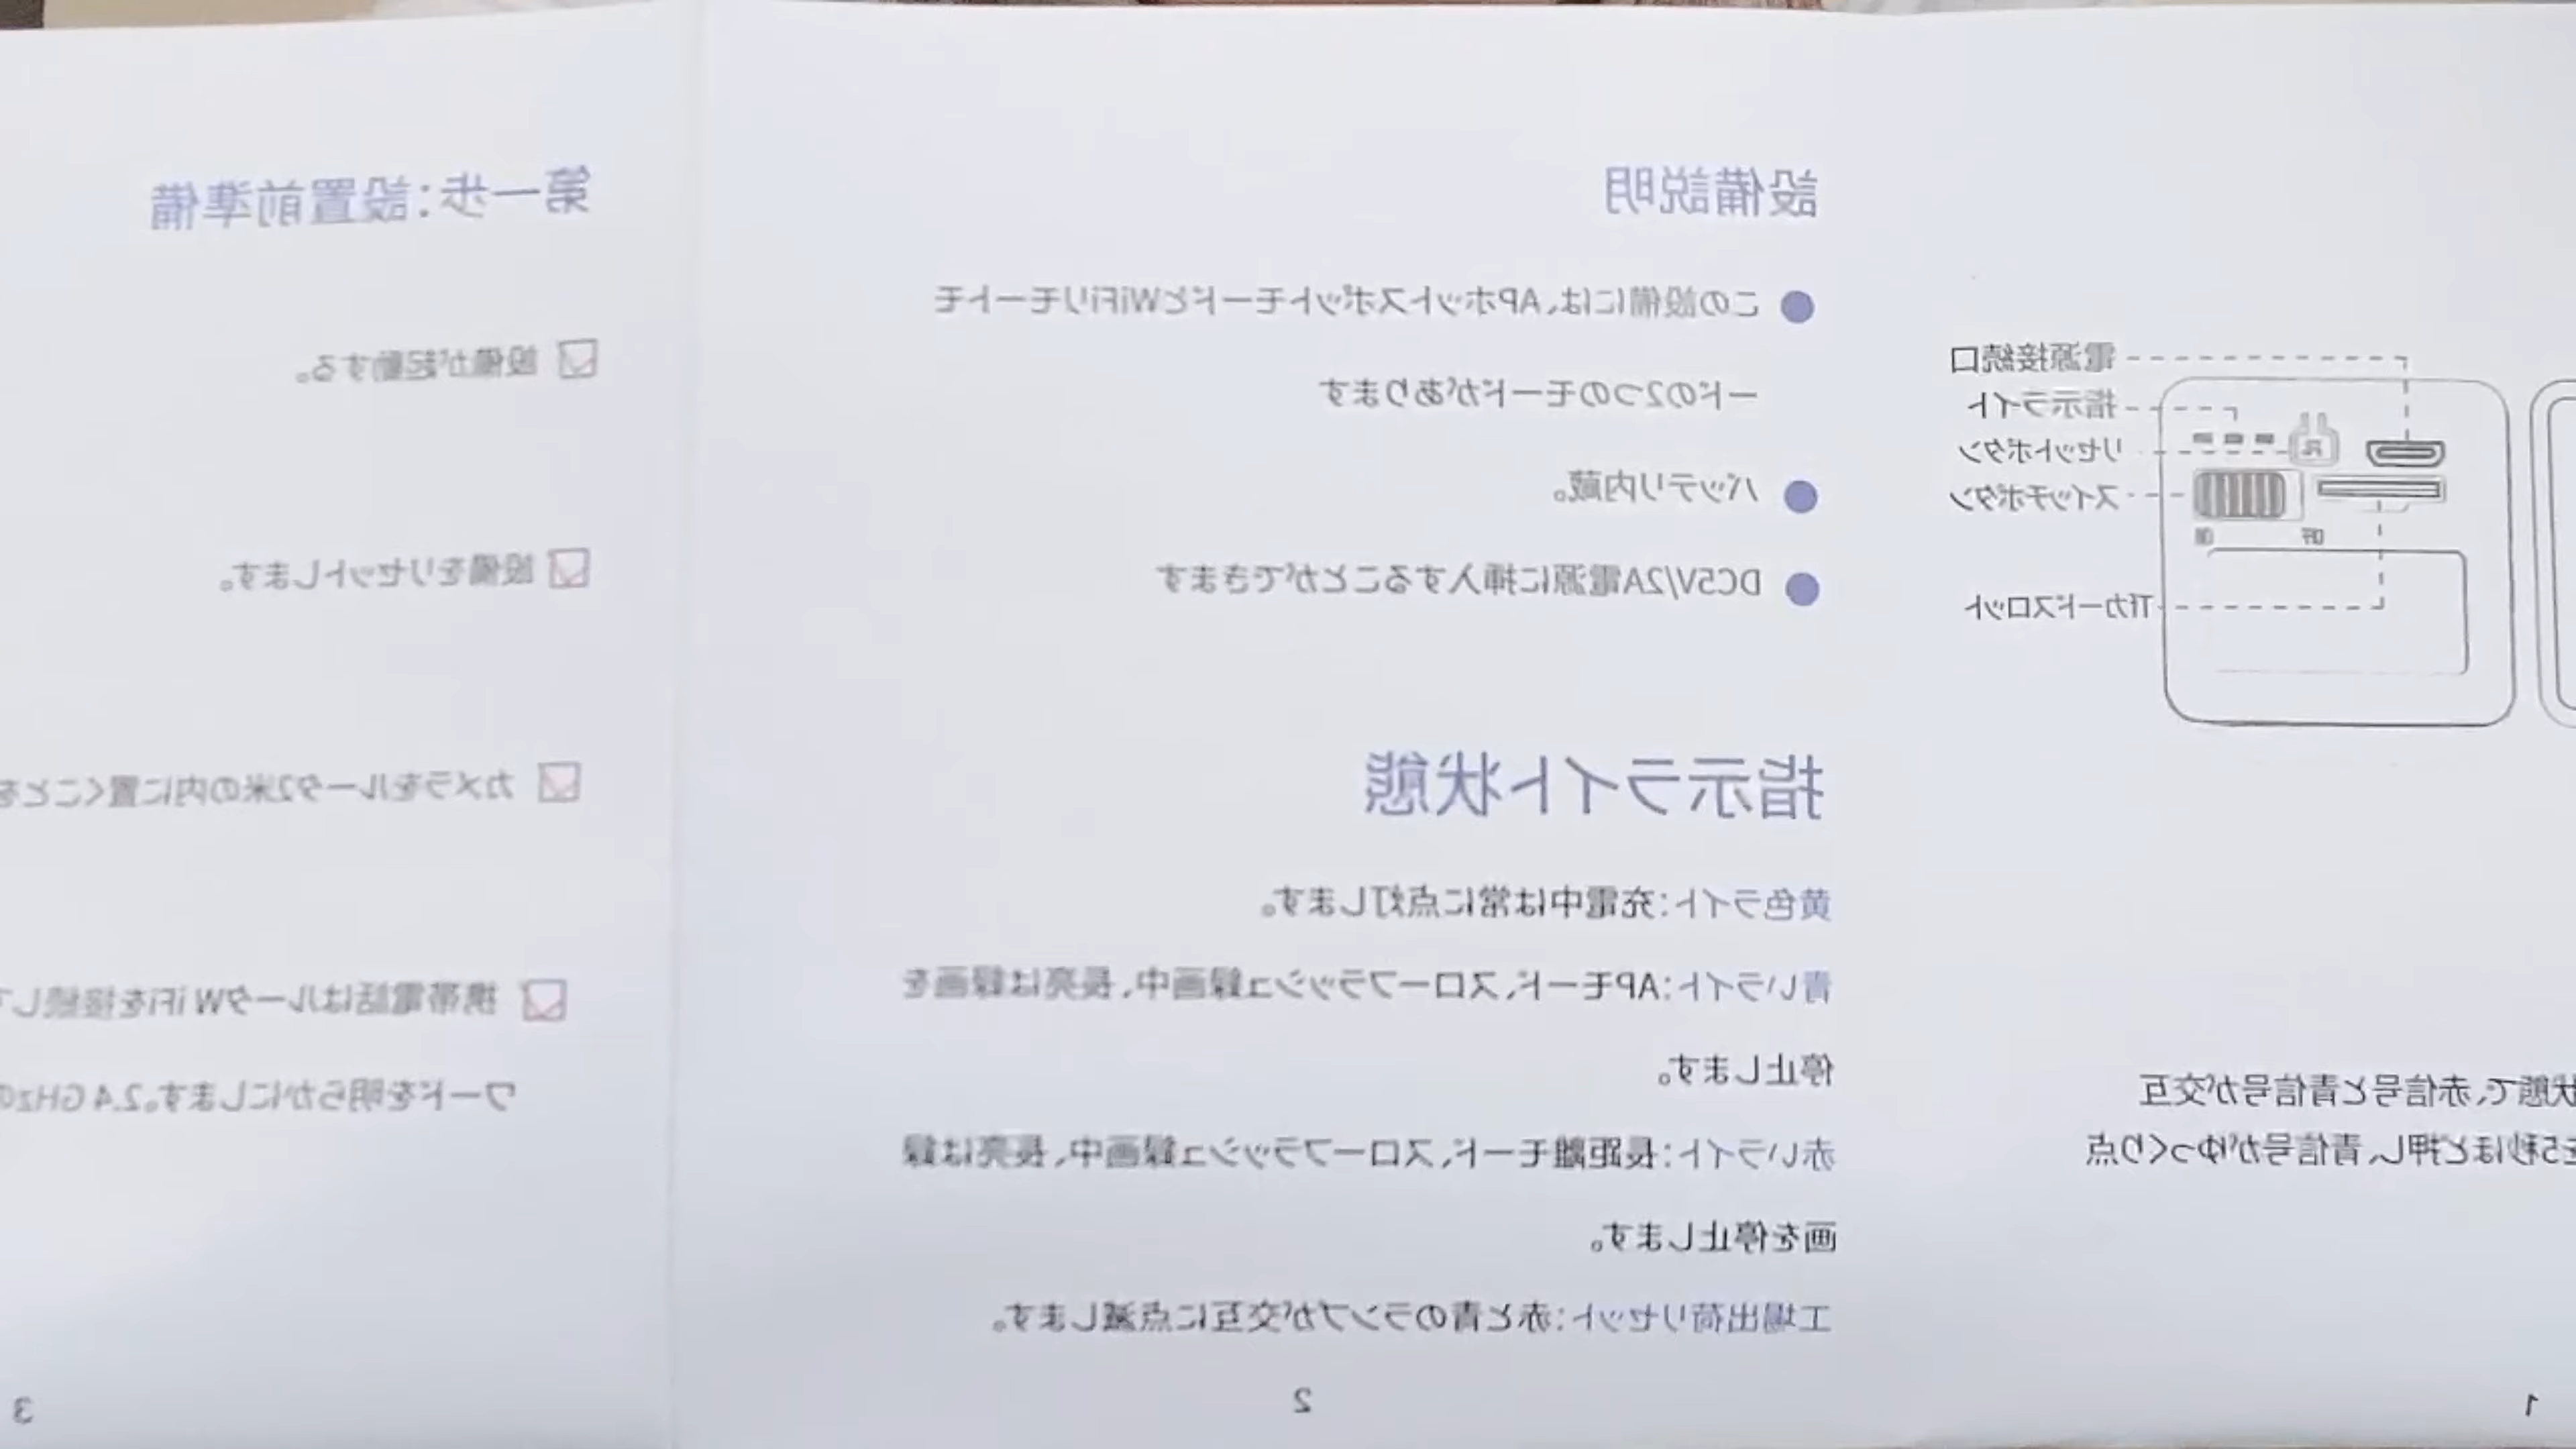 電源接続口
指示ライト
リセットボタン
スイッチボタン
ON OFF
Tfカードスロット
状態で、赤信号と青信号が交互
を5秒ほど押し、青信号がゆっくり点
1
設備説明
● この設備には、APホットスポットモードとWiFiリモートモ
ードの2つのモードがあります
● バッテリ内蔵。
● DC5V/2A電源に挿入することができます
指示ライト状態
黄色ライト:充電中は常に点灯します。
青いライト:APモード、スローフラッシュ録画中、長亮は録画を
停止します。
赤いライト:長距離モード、スローフラッシュ録画中、長亮は録
画を停止します。
工場出荷リセット:赤と青のランプが交互に点滅します。
2
第一歩:設置前準備
☑ 設備が起動する。
☑ 設備をリセットします。
☑ カメラをルータ2米の内に置くことを
☑ 携帯電話はルータW iFiを接続して
ワードを明らかにします。2.4 GHzの
3